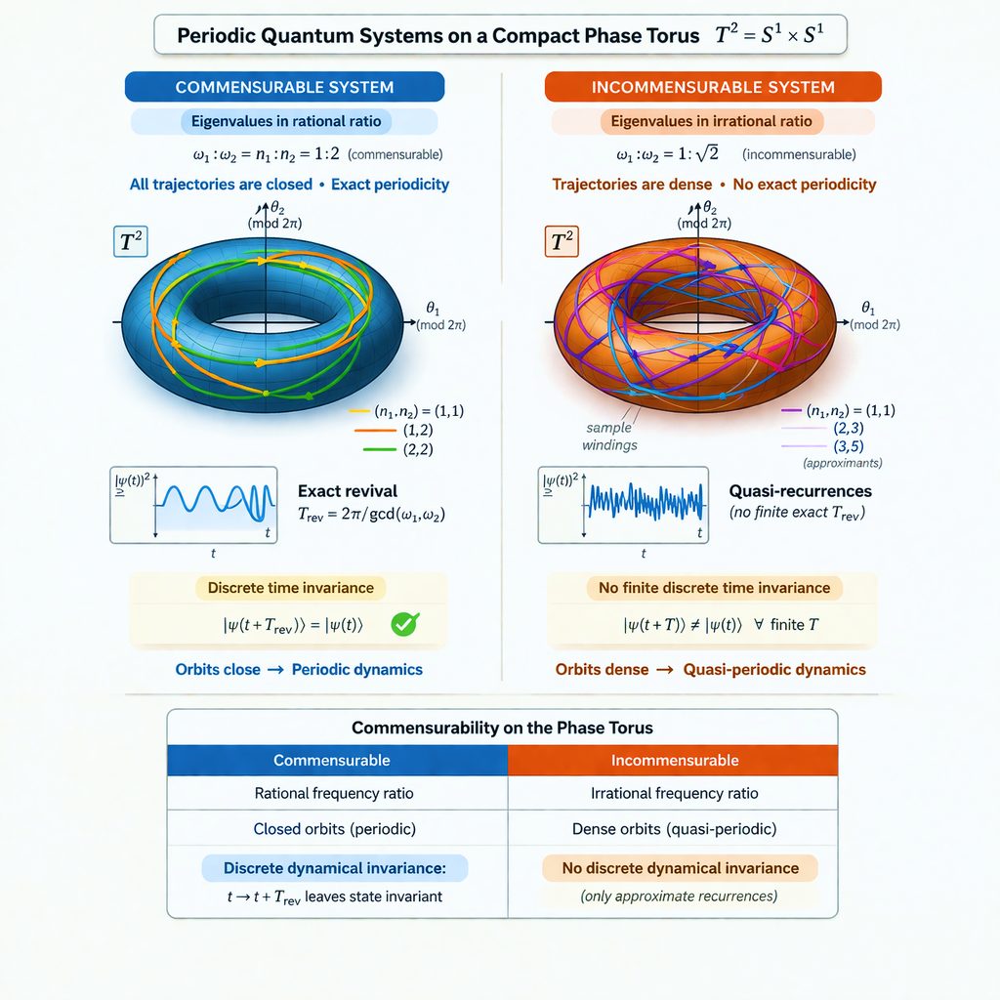 Periodic Quantum Systems on a Compact Phase Torus T² = S¹ × S¹
COMMENSURABLE SYSTEM
Eigenvalues in rational ratio
ω₁ : ω₂ = n₁ : n₂ = 1 : 2 (commensurable)
All trajectories are closed • Exact periodicity
θ₂
(mod 2π)
T²
θ₁
(mod 2π)
(n₁,n₂) = (1,1)
(1,2)
(2,2)
|ψ(t)⟩²
≥
t
t
Exact revival
T_rev = 2π/gcd(ω₁,ω₂)
Discrete time invariance
|ψ(t + T_rev)⟩ = |ψ(t)⟩
Orbits close → Periodic dynamics
INCOMMENSURABLE SYSTEM
Eigenvalues in irrational ratio
ω₁ : ω₂ = 1 : √2 (incommensurable)
Trajectories are dense • No exact periodicity
θ₂
(mod 2π)
T²
θ₁
(mod 2π)
sample
windings
(n₁,n₂) = (1,1)
(2,3)
(3,5)
(approximants)
|ψ(t)⟩²
≥
t
t
Quasi-recurrences
(no finite exact T_rev)
No finite discrete time invariance
|ψ(t + T)⟩ ≠ |ψ(t)⟩ ∀ finite T
Orbits dense → Quasi-periodic dynamics
Commensurability on the Phase Torus
Commensurable Incommensurable
Rational frequency ratio Irrational frequency ratio
Closed orbits (periodic) Dense orbits (quasi-periodic)
Discrete dynamical invariance: No discrete dynamical invariance
t → t + T_rev leaves state invariant (only approximate recurrences)